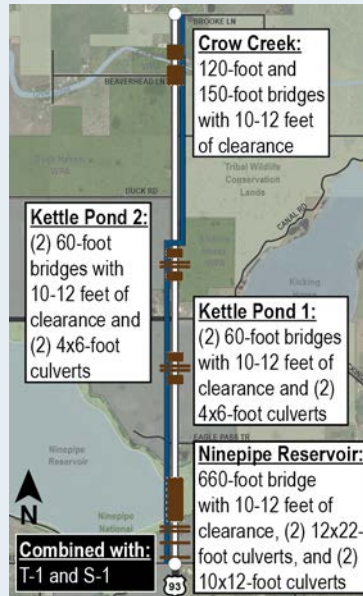 BROOKE LN
Crow Creek:
120-foot and
150-foot bridges
with 10-12 feet
of clearance
BEAVERHEAD LN
Tribal Wildlife
Conservation
Lands
DUCK RD
CANAL RD
Kettle Pond 2:
(2) 60-foot
bridges with
10-12 feet of
clearance and
(2) 4x6-foot
culverts
Kicking
Kettle Pond 1:
(2) 60-foot bridges
with 10-12 feet of
clearance and (2)
4x6-foot culverts
EAGLE PASS TR
Ninepipe
Reservoir
Ninepipe Reservoir:
660-foot bridge
with 10-12 feet of
clearance, (2) 12x22-
foot culverts, and (2)
10x12-foot culverts
Ninepipe
National
N
Combined with:
T-1 and S-1
93